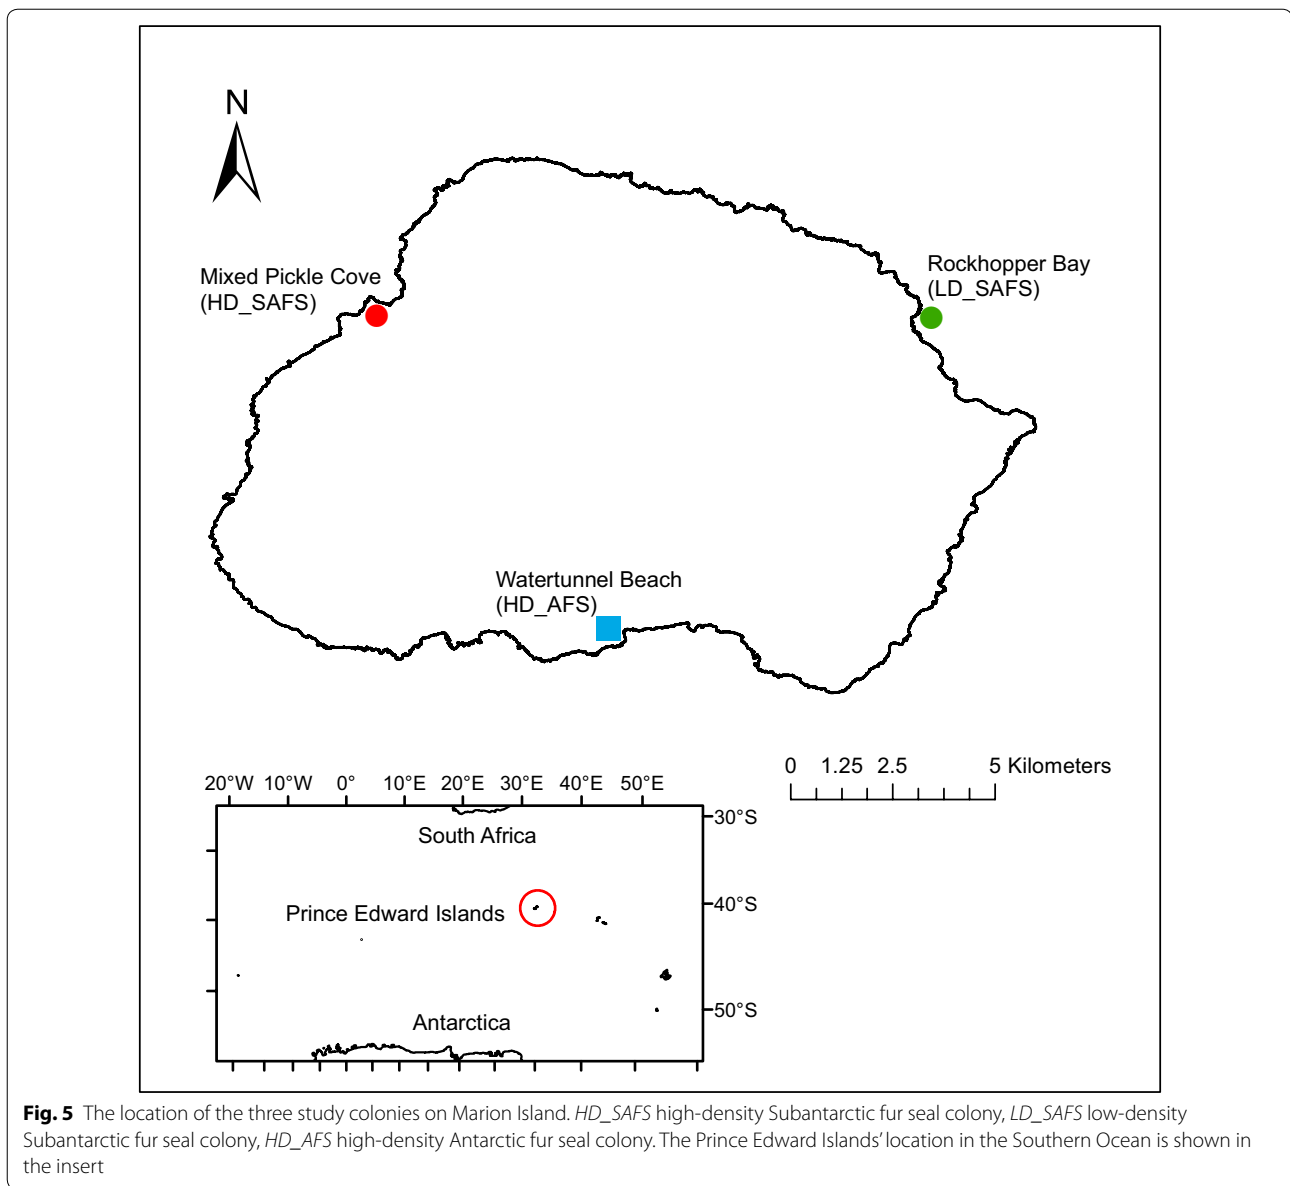 N
Mixed Pickle Cove
(HD_SAFS)
Rockhopper Bay
(LD_SAFS)
Watertunnel Beach
(HD_AFS)
0 1.25 2.5 5 Kilometers
20°W 10°W 0° 10°E 20°E 30°E 40°E 50°E
30°S
South Africa
40°S
Prince Edward Islands
50°S
Antarctica
Fig. 5 The location of the three study colonies on Marion Island. HD_SAFS high-density Subantarctic fur seal colony, LD_SAFS low-density
Subantarctic fur seal colony, HD_AFS high-density Antarctic fur seal colony. The Prince Edward Islands’ location in the Southern Ocean is shown in
the insert